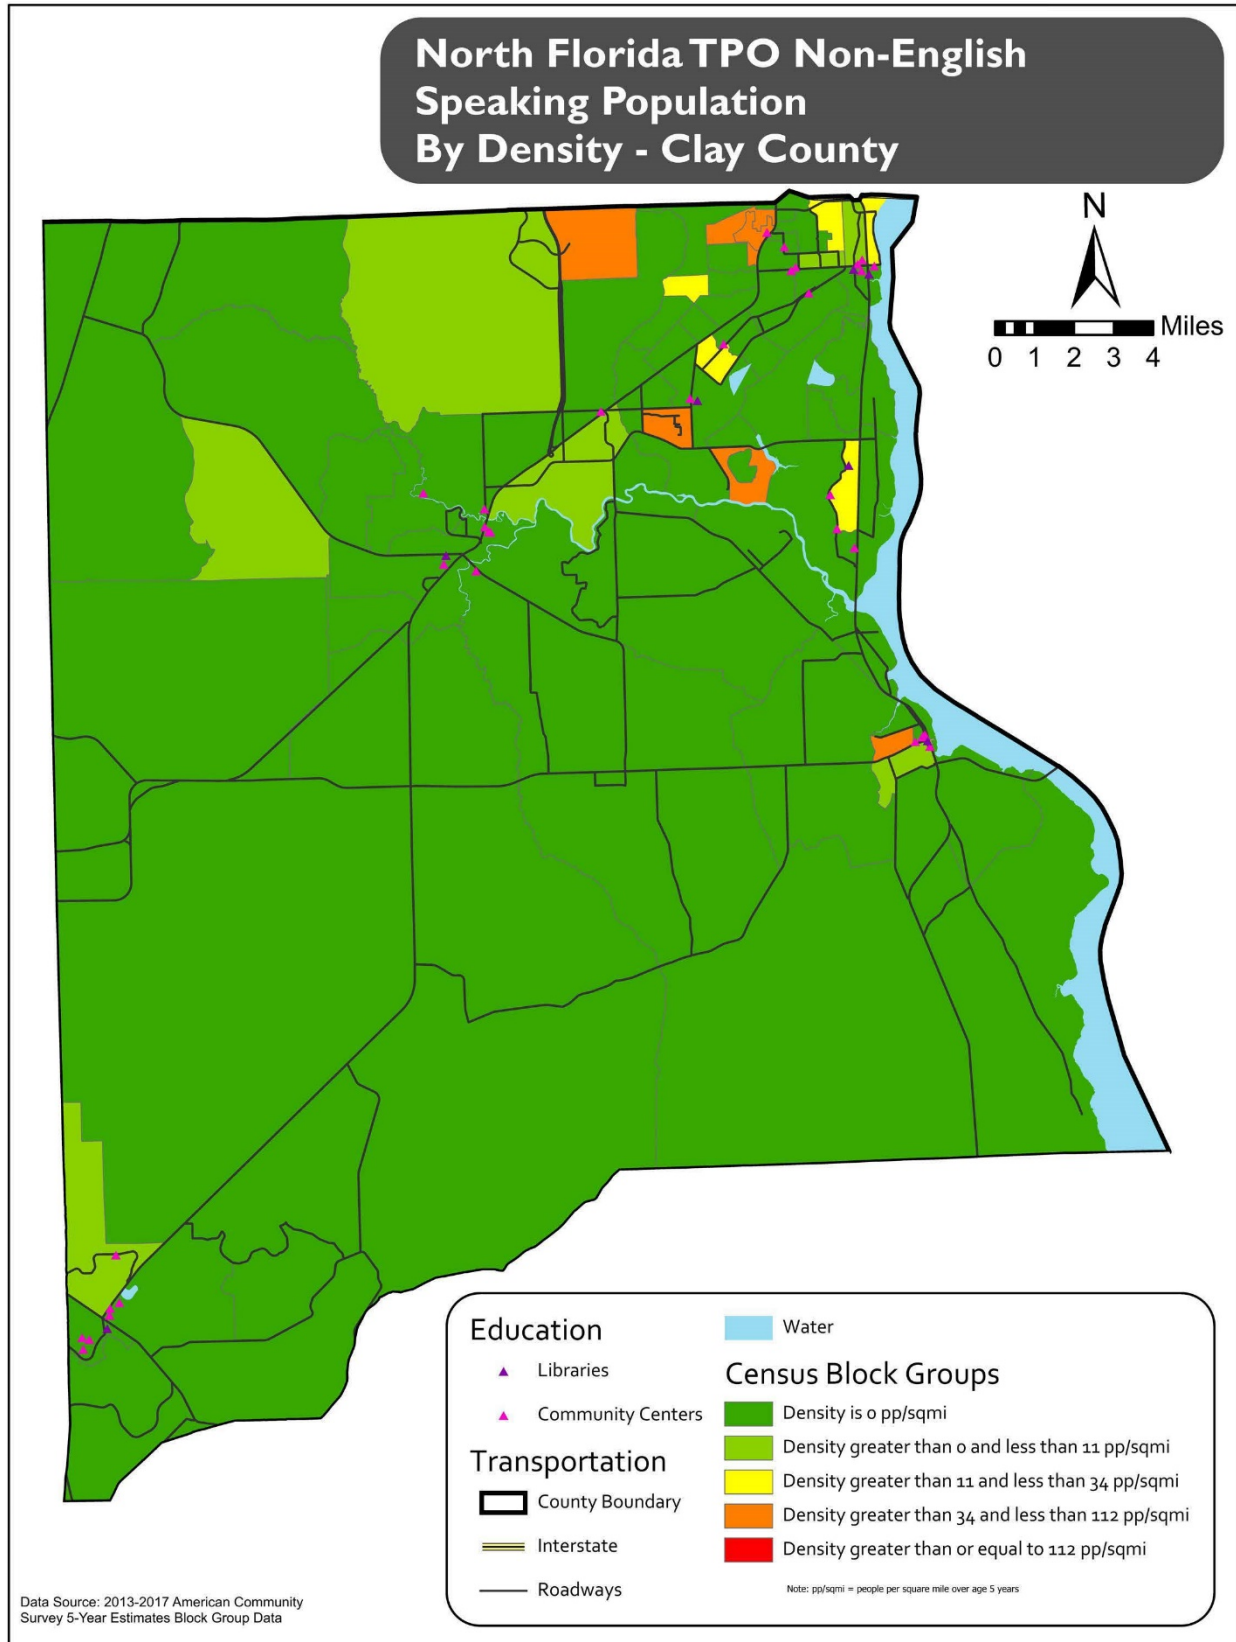 North Florida TPO Non-English
Speaking Population
By Density - Clay County
N
Miles
0 1 2 3 4
Education
Libraries
Community Centers
Transportation
County Boundary
Interstate
Roadways
Water
Census Block Groups
Density is 0 pp/sqmi
Density greater than 0 and less than 11 pp/sqmi
Density greater than 11 and less than 34 pp/sqmi
Density greater than 34 and less than 112 pp/sqmi
Density greater than or equal to 112 pp/sqmi
Note: pp/sqmi = people per square mile over age 5 years
Data Source: 2013-2017 American Community
Survey 5-Year Estimates Block Group Data